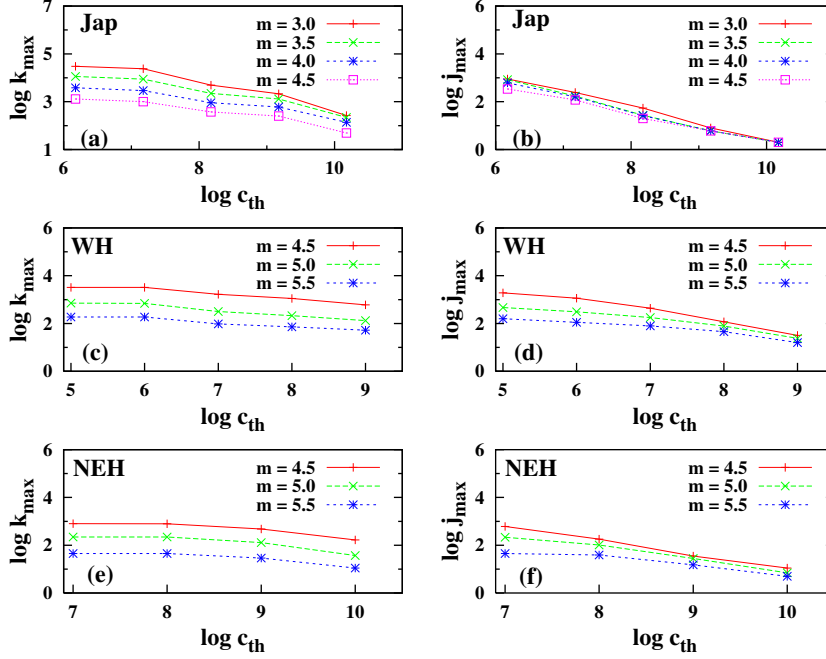 7
5
3
1
log k_max
Jap
m = 3.0
m = 3.5
m = 4.0
m = 4.5
(a)
6 8 10
log c_th
6
4
2
0
log j_max
Jap
m = 3.0
m = 3.5
m = 4.0
m = 4.5
(b)
6 8 10
log c_th
6
4
2
0
log k_max
WH
m = 4.5
m = 5.0
m = 5.5
(c)
5 6 7 8 9
log c_th
6
4
2
0
log j_max
WH
m = 4.5
m = 5.0
m = 5.5
(d)
5 6 7 8 9
log c_th
6
4
2
0
log k_max
NEH
m = 4.5
m = 5.0
m = 5.5
(e)
7 8 9 10
log c_th
6
4
2
0
log j_max
NEH
m = 4.5
m = 5.0
m = 5.5
(f)
7 8 9 10
log c_th